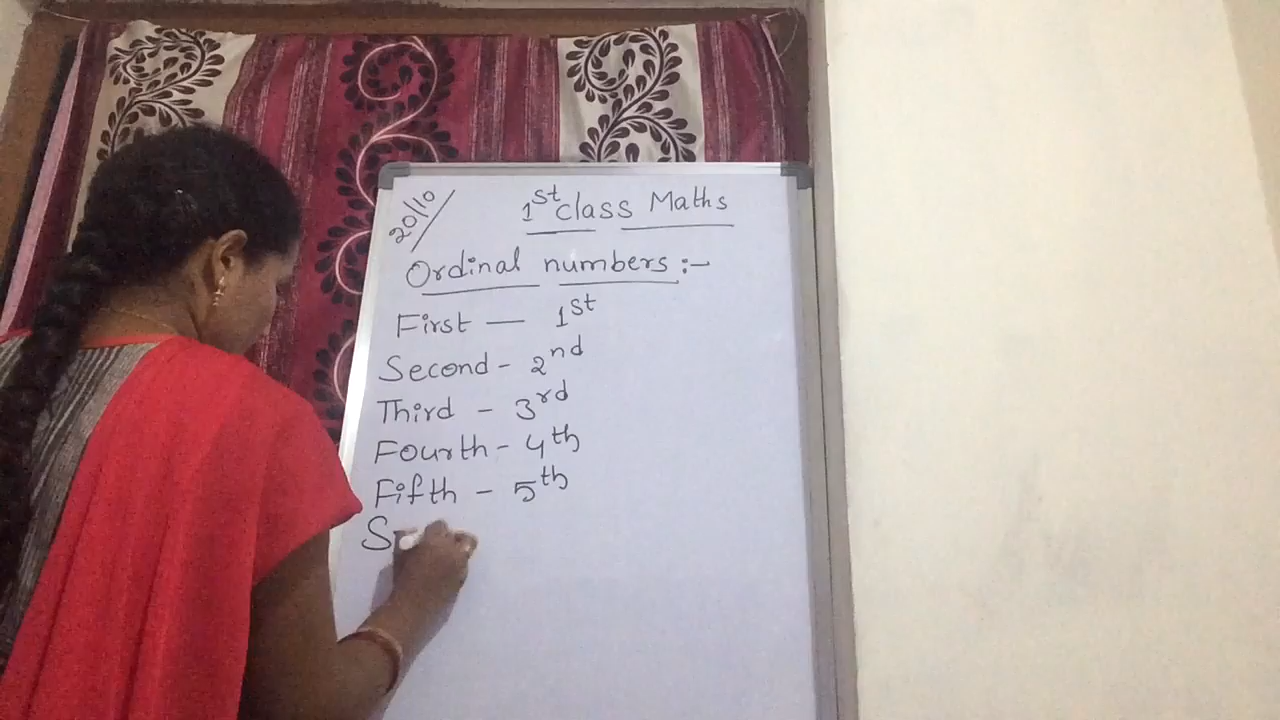 20/10
1st class Maths
Ordinal numbers :-
First — 1st
Second - 2nd
Third - 3rd
Fourth - 4th
Fifth - 5th
S